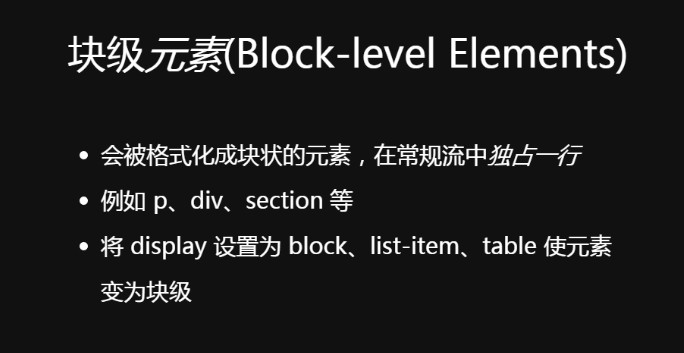 块级元素(Block-level Elements)
• 会被格式化成块状的元素，在常规流中独占一行
• 例如 p、div、section 等
• 将 display 设置为 block、list-item、table 使元素
变为块级